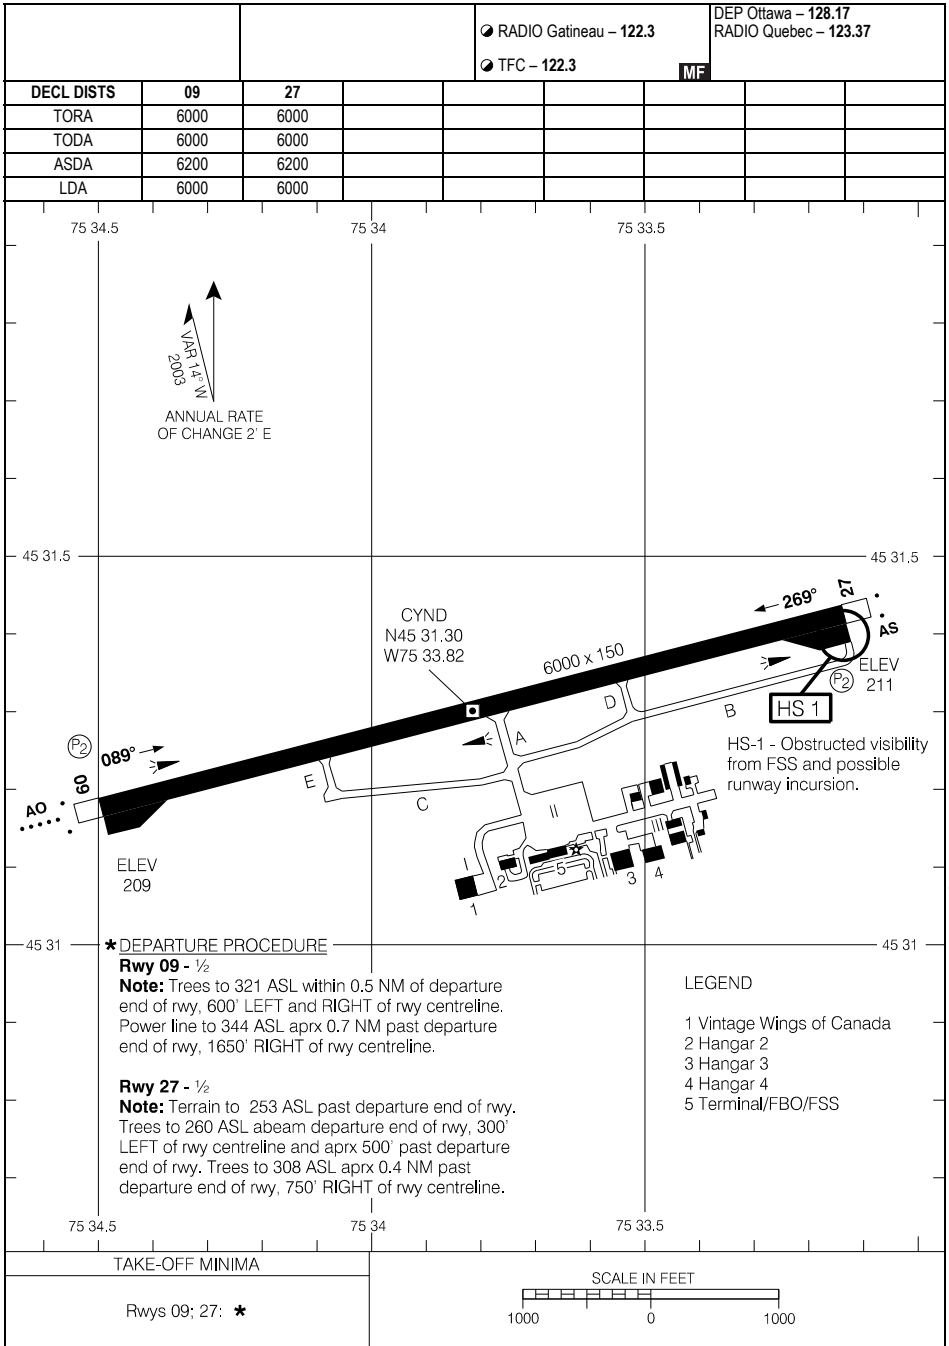 RADIO Gatineau – 122.3
TFC – 122.3
MF
DEP Ottawa – 128.17
RADIO Quebec – 123.37
DECL DISTS 09 27
TORA 6000 6000
TODA 6000 6000
ASDA 6200 6200
LDA 6000 6000
75 34.5 75 34 75 33.5
VAR 14° W
2003
ANNUAL RATE
OF CHANGE 2' E
45 31.5 45 31.5
CYND
N45 31.30
W75 33.82
6000 x 150
269°
27
AS
P2
ELEV
211
HS 1
HS-1 - Obstructed visibility
from FSS and possible
runway incursion.
P2
089°
09
AO
ELEV
209
A
B
C
D
E
I
II
III
1
2
3
4
5
45 31 45 31
* DEPARTURE PROCEDURE
Rwy 09 - ½
Note: Trees to 321 ASL within 0.5 NM of departure
end of rwy, 600' LEFT and RIGHT of rwy centreline.
Power line to 344 ASL aprx 0.7 NM past departure
end of rwy, 1650' RIGHT of rwy centreline.
Rwy 27 - ½
Note: Terrain to 253 ASL past departure end of rwy.
Trees to 260 ASL abeam departure end of rwy, 300'
LEFT of rwy centreline and aprx 500' past departure
end of rwy. Trees to 308 ASL aprx 0.4 NM past
departure end of rwy, 750' RIGHT of rwy centreline.
LEGEND
1 Vintage Wings of Canada
2 Hangar 2
3 Hangar 3
4 Hangar 4
5 Terminal/FBO/FSS
75 34.5 75 34 75 33.5
TAKE-OFF MINIMA
Rwys 09; 27: *
SCALE IN FEET
1000 0 1000